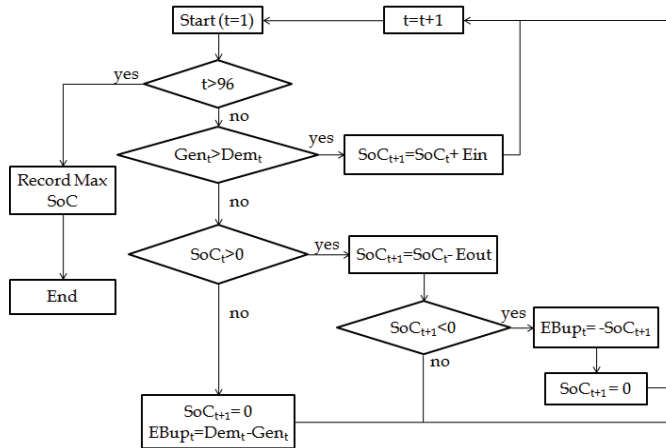 Start (t=1)
t=t+1
yes
t>96
no
Genₜ>Demₜ
yes
SoCₜ₊₁=SoCₜ+ Ein
Record Max
SoC
no
SoCₜ>0
yes
SoCₜ₊₁=SoCₜ- Eout
End
no
SoCₜ₊₁<0
yes
EBupₜ= -SoCₜ₊₁
no
SoCₜ₊₁ = 0
SoCₜ₊₁= 0
EBupₜ=Demₜ-Genₜ